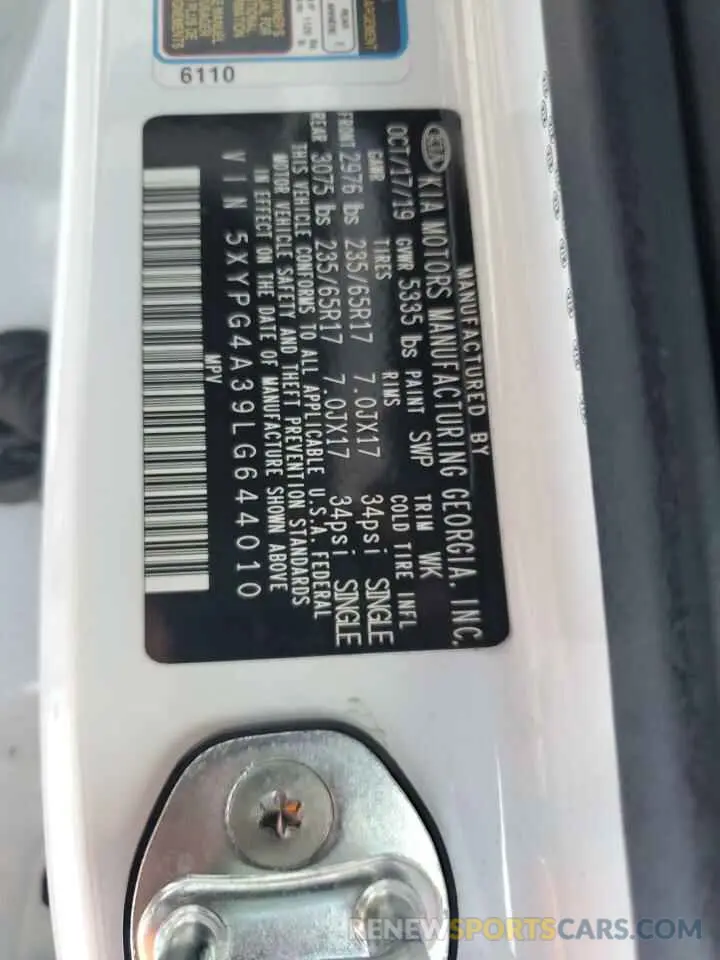 6110
KIA
MANUFACTURED BY
KIA MOTORS MANUFACTURING GEORGIA, INC.
OCT/17/19 GVWR 5335 lbs PAINT SWP TRIM WK
GAWR TIRES RIMS COLD TIRE INFL
FRONT 2976 lbs 235/65R17 7.0JX17 34psi SINGLE
REAR 3075 lbs 235/65R17 7.0JX17 34psi SINGLE
THIS VEHICLE CONFORMS TO ALL APPLICABLE U.S.A. FEDERAL
MOTOR VEHICLE SAFETY AND THEFT PREVENTION STANDARDS
IN EFFECT ON THE DATE OF MANUFACTURE SHOWN ABOVE
VIN 5XYPG4A39LG644010
MPV
RENEWSPORTSCARS.COM